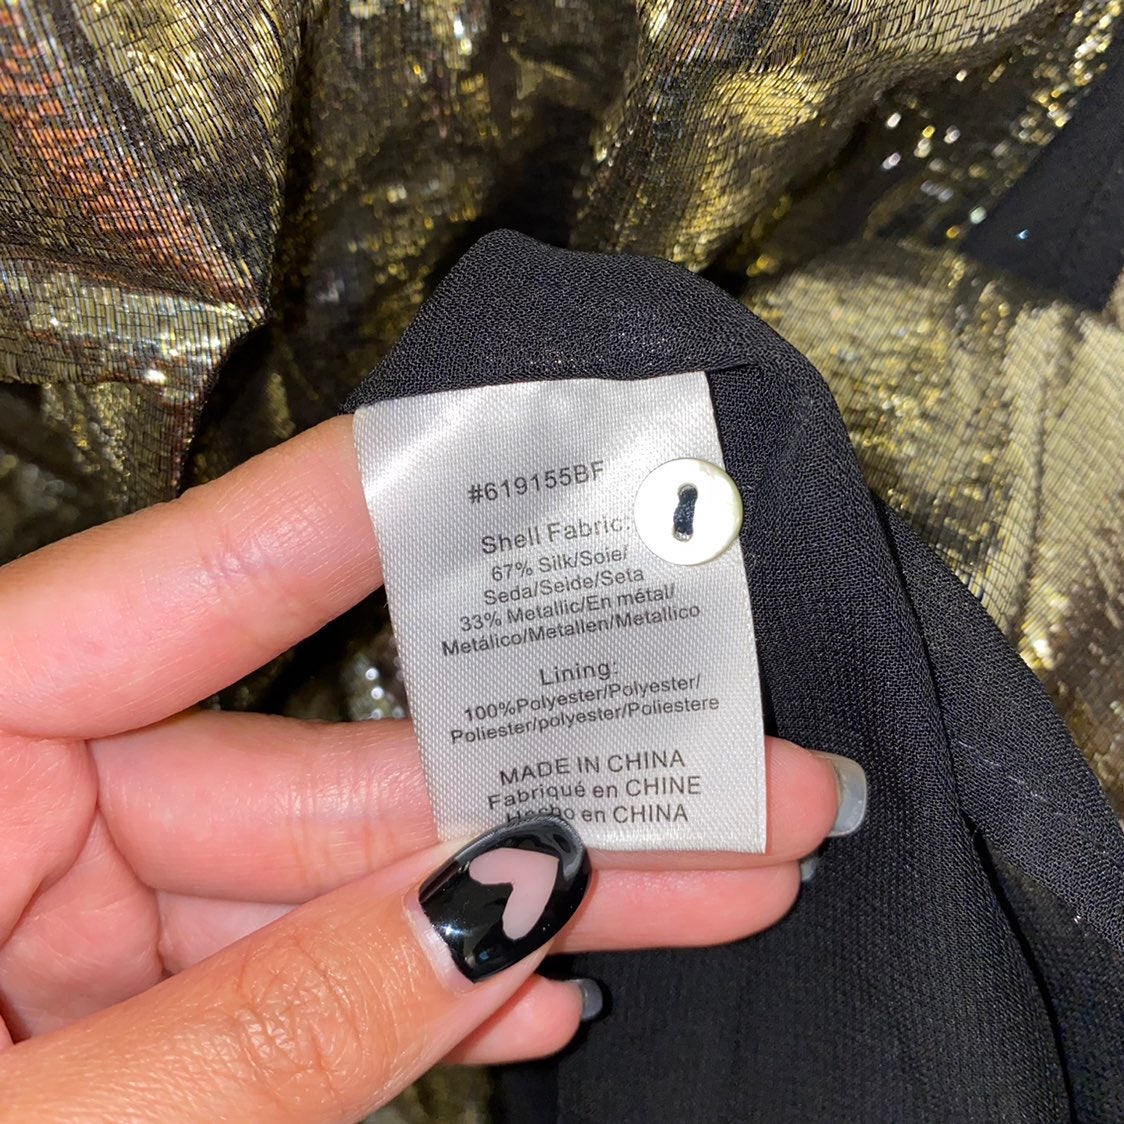 #619155BF
Shell Fabric:
67% Silk/Soie/
Seda/Seide/Seta
33% Metallic/En métal/
Metálico/Metallen/Metallico
Lining:
100%Polyester/Polyester/
Poliester/polyester/Poliestere
MADE IN CHINA
Fabriqué en CHINE
Hecho en CHINA